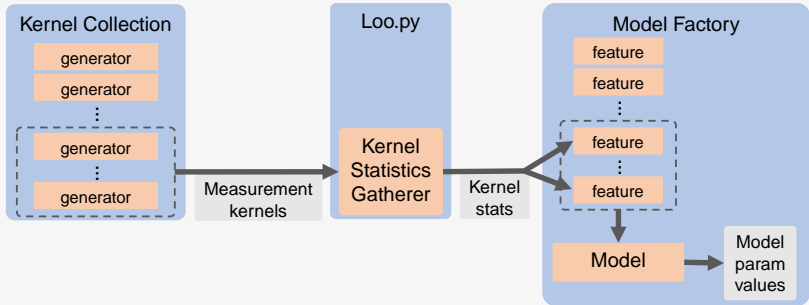 Kernel Collection
generator
generator
generator
generator
Measurement
kernels
Loo.py
Kernel
Statistics
Gatherer
Kernel
stats
Model Factory
feature
feature
feature
feature
Model
Model
param
values